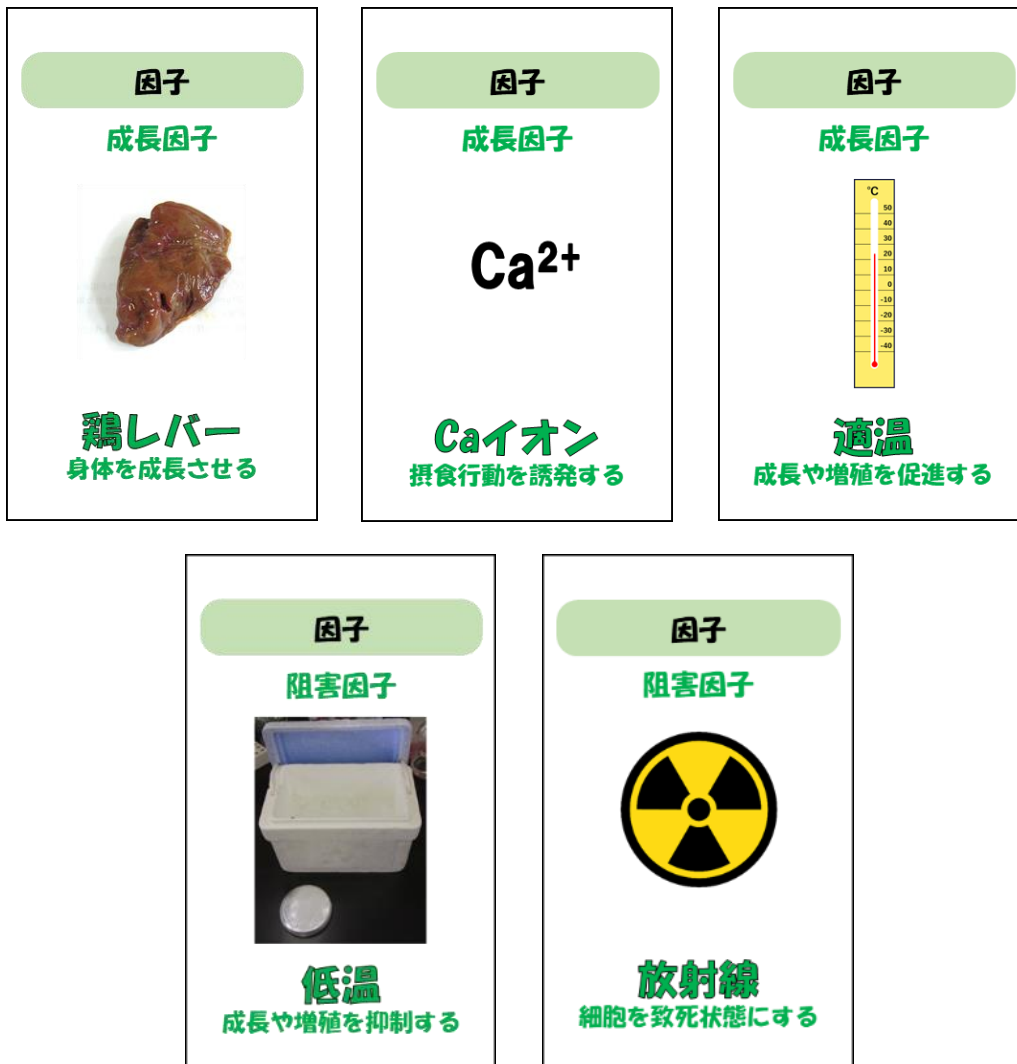 因子
成長因子
鶏レバー
身体を成長させる
因子
成長因子
Ca²⁺
Caイオン
摂食行動を誘発する
因子
成長因子
°C
50
40
30
20
10
0
-10
-20
-30
-40
適温
成長や増殖を促進する
因子
阻害因子
低温
成長や増殖を抑制する
因子
阻害因子
放射線
細胞を致死状態にする